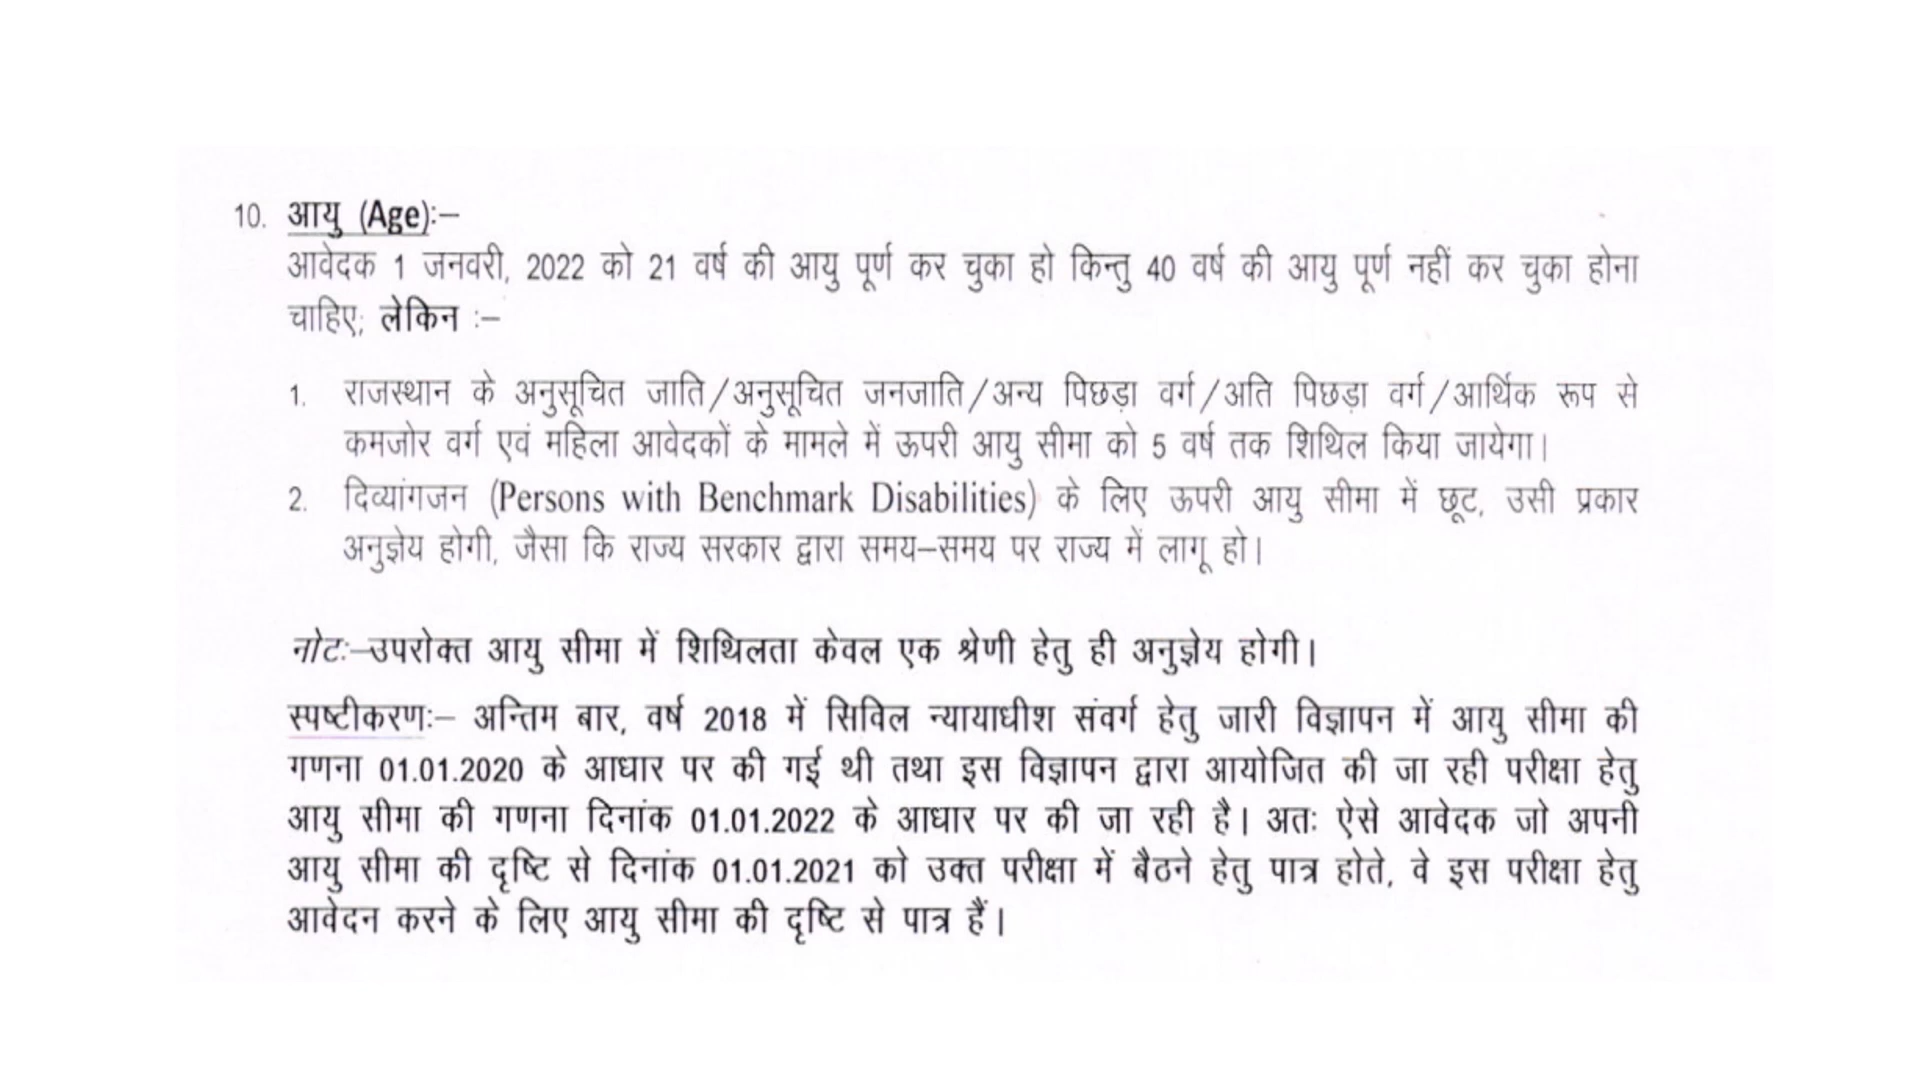 10. आयु (Age):–
आवेदक 1 जनवरी, 2022 को 21 वर्ष की आयु पूर्ण कर चुका हो किन्तु 40 वर्ष की आयु पूर्ण नहीं कर चुका होना
चाहिए; लेकिन :–
1. राजस्थान के अनुसूचित जाति/अनुसूचित जनजाति/अन्य पिछड़ा वर्ग/अति पिछड़ा वर्ग/आर्थिक रूप से
कमजोर वर्ग एवं महिला आवेदकों के मामले में ऊपरी आयु सीमा को 5 वर्ष तक शिथिल किया जायेगा।
2. दिव्यांगजन (Persons with Benchmark Disabilities) के लिए ऊपरी आयु सीमा में छूट, उसी प्रकार
अनुज्ञेय होगी, जैसा कि राज्य सरकार द्वारा समय–समय पर राज्य में लागू हो।
नोटः–उपरोक्त आयु सीमा में शिथिलता केवल एक श्रेणी हेतु ही अनुज्ञेय होगी।
स्पष्टीकरणः– अन्तिम बार, वर्ष 2018 में सिविल न्यायाधीश संवर्ग हेतु जारी विज्ञापन में आयु सीमा की
गणना 01.01.2020 के आधार पर की गई थी तथा इस विज्ञापन द्वारा आयोजित की जा रही परीक्षा हेतु
आयु सीमा की गणना दिनांक 01.01.2022 के आधार पर की जा रही है। अतः ऐसे आवेदक जो अपनी
आयु सीमा की दृष्टि से दिनांक 01.01.2021 को उक्त परीक्षा में बैठने हेतु पात्र होते, वे इस परीक्षा हेतु
आवेदन करने के लिए आयु सीमा की दृष्टि से पात्र हैं।